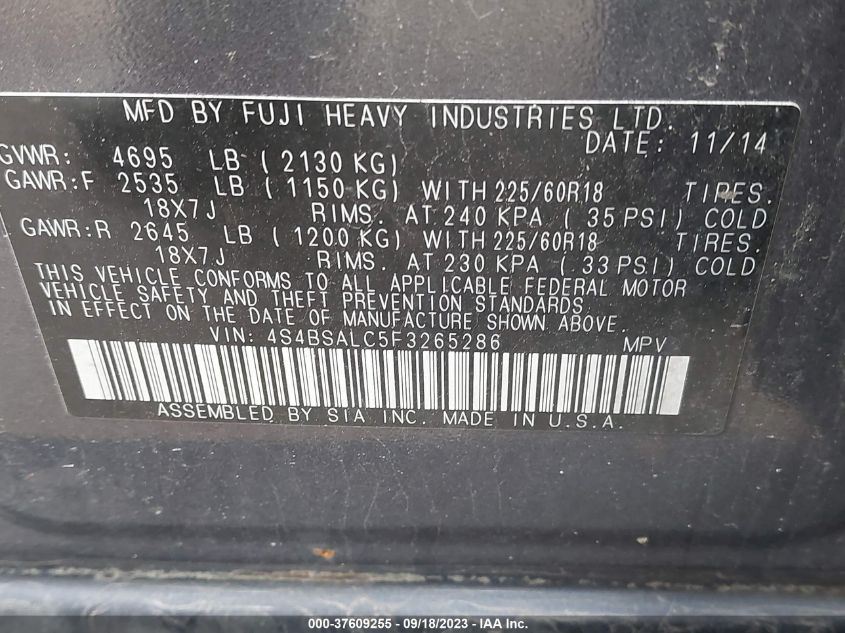 MFD BY FUJI HEAVY INDUSTRIES LTD.
DATE: 11/14
GVWR: 4695 LB (2130 KG)
GAWR:F 2535 LB (1150 KG) WITH 225/60R18 TIRES.
18X7J RIMS. AT 240 KPA (35 PSI) COLD
GAWR:R 2645 LB (1200 KG) WITH 225/60R18 TIRES.
18X7J RIMS. AT 230 KPA (33 PSI) COLD
THIS VEHICLE CONFORMS TO ALL APPLICABLE FEDERAL MOTOR
VEHICLE SAFETY AND THEFT PREVENTION STANDARDS
IN EFFECT ON THE DATE OF MANUFACTURE SHOWN ABOVE.
VIN: 4S4BSALC5F3265286 MPV
ASSEMBLED BY SIA INC. MADE IN U.S.A.
000-37609255 - 09/18/2023 - IAA Inc.